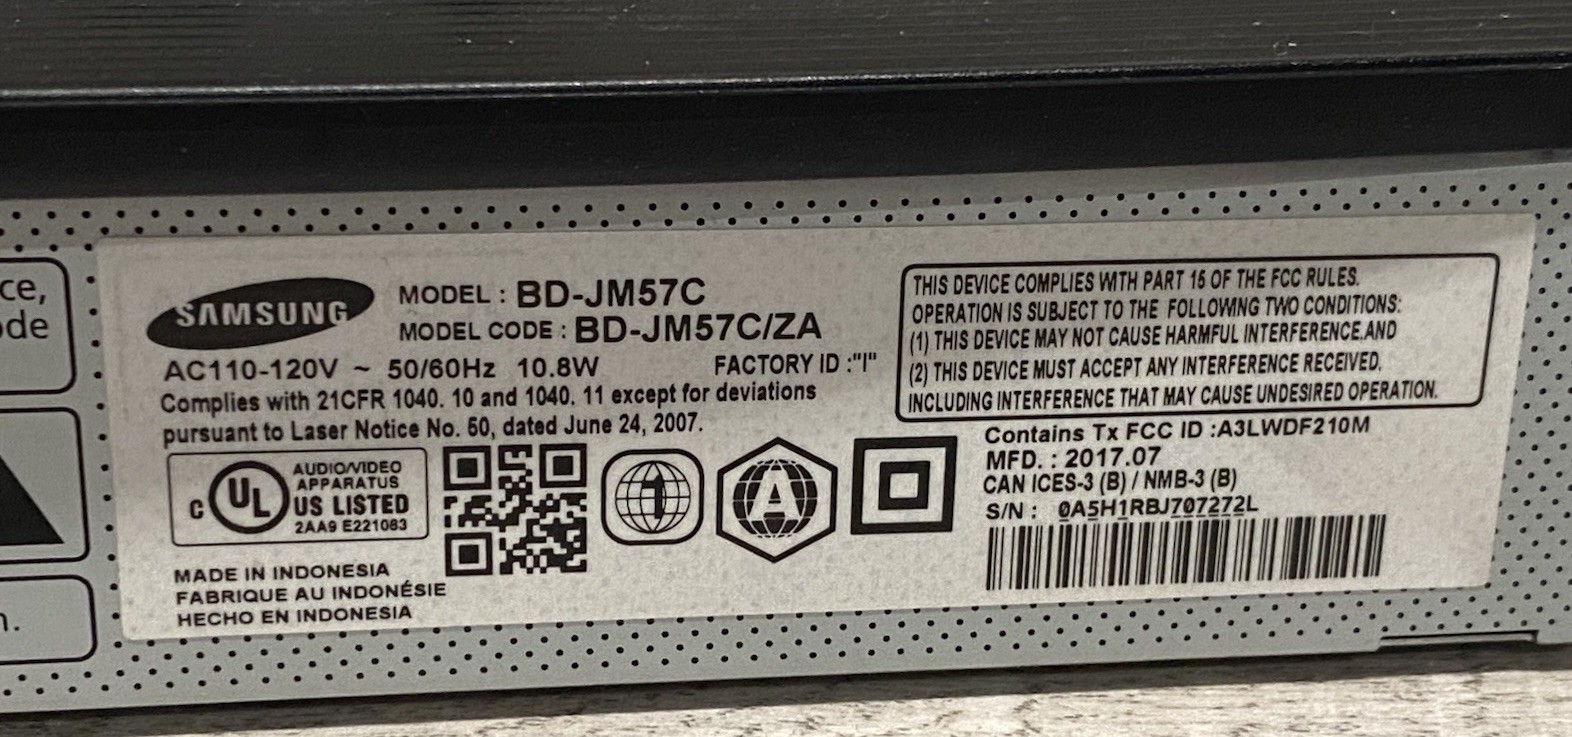 ce,
de
n.
SAMSUNG
MODEL : BD-JM57C
MODEL CODE : BD-JM57C/ZA
AC110-120V ~ 50/60Hz 10.8W FACTORY ID :"I"
Complies with 21CFR 1040. 10 and 1040. 11 except for deviations
pursuant to Laser Notice No. 50, dated June 24, 2007.
C UL
AUDIO/VIDEO
APPARATUS
US LISTED
2AA9 E221083
1
A
MADE IN INDONESIA
FABRIQUE AU INDONÉSIE
HECHO EN INDONESIA
THIS DEVICE COMPLIES WITH PART 15 OF THE FCC RULES.
OPERATION IS SUBJECT TO THE FOLLOWING TWO CONDITIONS:
(1) THIS DEVICE MAY NOT CAUSE HARMFUL INTERFERENCE.AND
(2) THIS DEVICE MUST ACCEPT ANY INTERFERENCE RECEIVED,
INCLUDING INTERFERENCE THAT MAY CAUSE UNDESIRED OPERATION.
Contains Tx FCC ID :A3LWDF210M
MFD. : 2017.07
CAN ICES-3 (B) / NMB-3 (B)
S/N : 0A5H1RBJ707272L